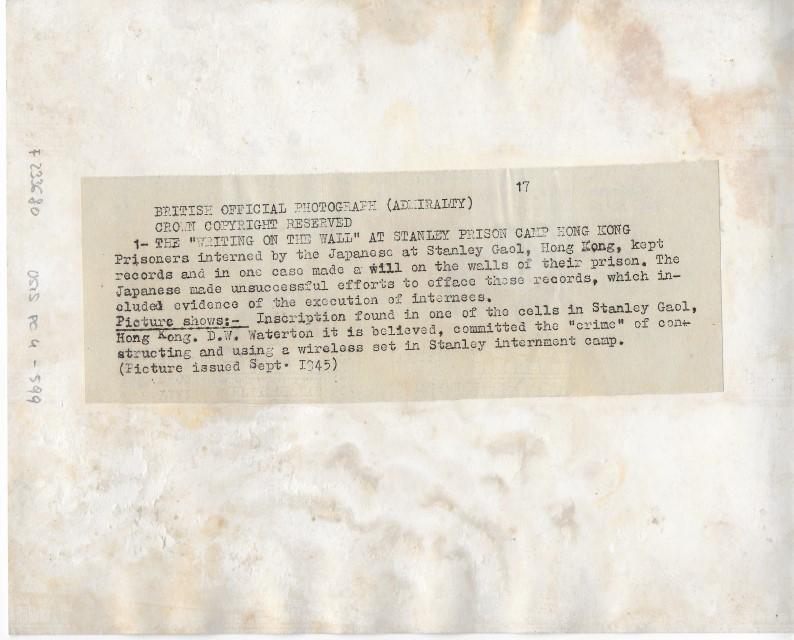 17
BRITISH OFFICIAL PHOTOGRAPH (ADMIRALTY)
CROWN COPYRIGHT RESERVED
1- THE "WRITING ON THE WALL" AT STANLEY PRISON CAMP HONG KONG
Prisoners interned by the Japanese at Stanley Gaol, Hong Kong, kept
records and in one case made a will on the walls of their prison. The
Japanese made unsuccessful efforts to efface these records, which in-
cluded evidence of the execution of internees.
Picture shows:- Inscription found in one of the cells in Stanley Gaol,
Hong Kong. D.W. Waterton it is believed, committed the "crime" of con-
structing and using a wireless set in Stanley internment camp.
(Picture issued Sept. 1945)